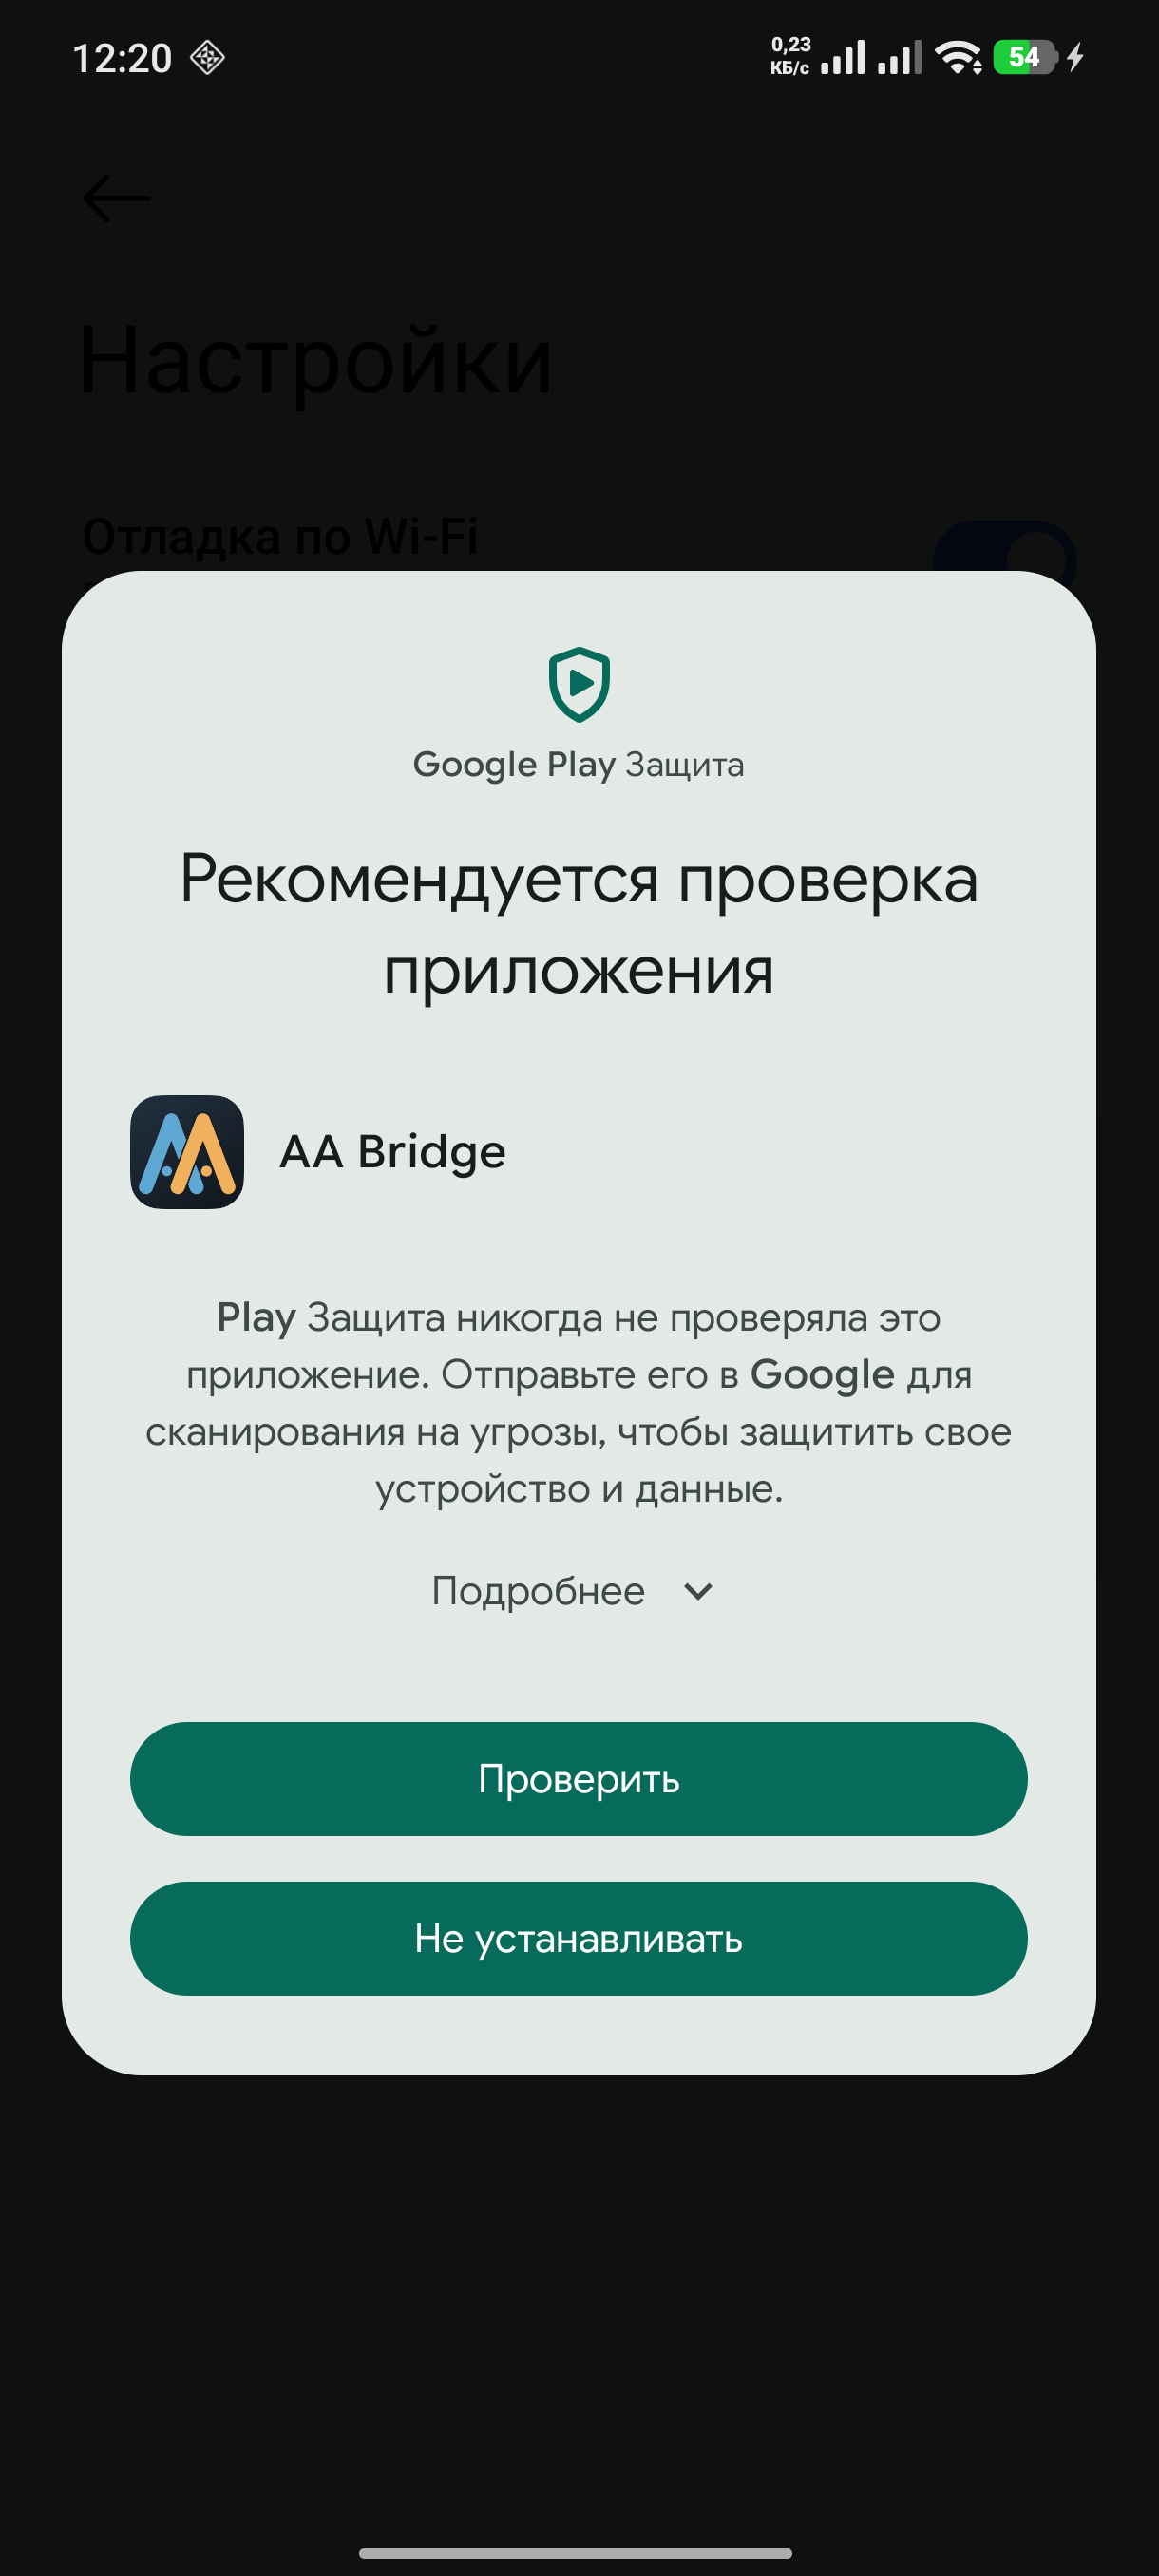 12:20
0,23
КБ/с
54
Настройки
Отладка по Wi-Fi
Google Play Защита
Рекомендуется проверка
приложения
AA Bridge
Play Защита никогда не проверяла это
приложение. Отправьте его в Google для
сканирования на угрозы, чтобы защитить свое
устройство и данные.
Подробнее
Проверить
Не устанавливать